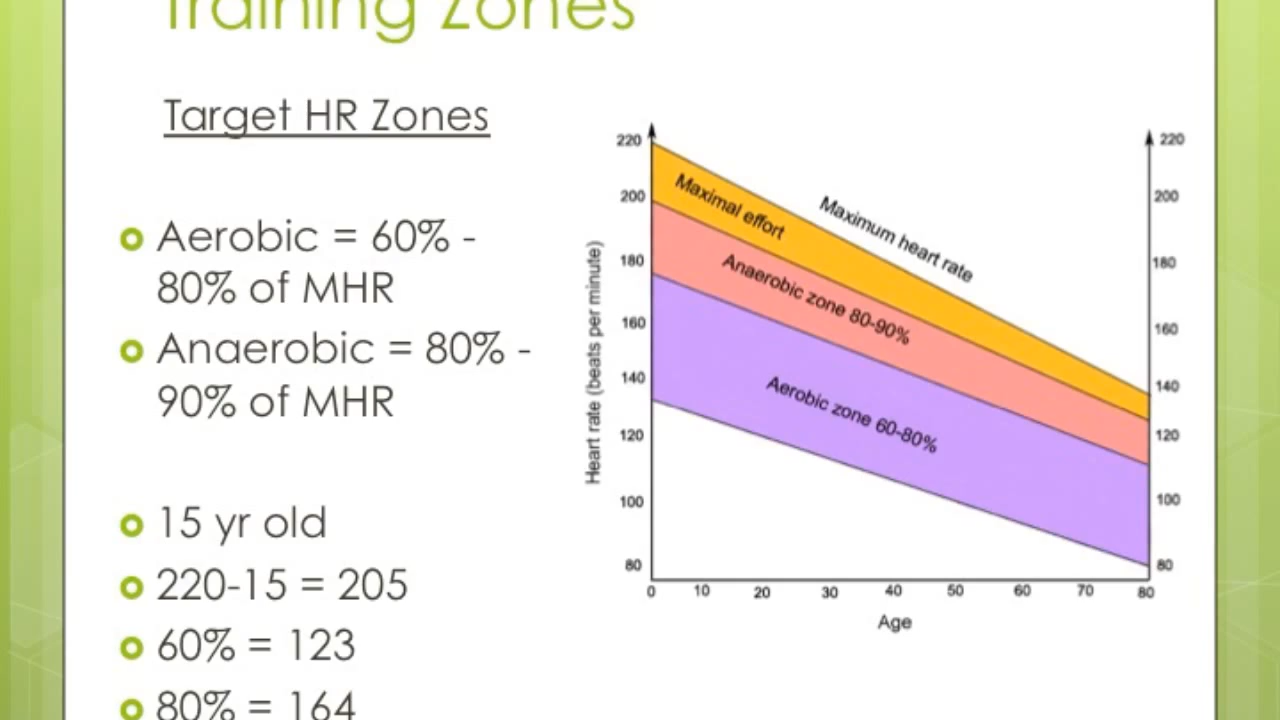 Training Zones
Target HR Zones
Aerobic = 60% -
80% of MHR
Anaerobic = 80% -
90% of MHR
15 yr old
220-15 = 205
60% = 123
80% = 164
220
200
180
160
140
120
100
80
Heart rate (beats per minute)
Maximal effort
Maximum heart rate
Anaerobic zone 80-90%
Aerobic zone 60-80%
220
200
180
160
140
120
100
80
0 10 20 30 40 50 60 70 80
Age